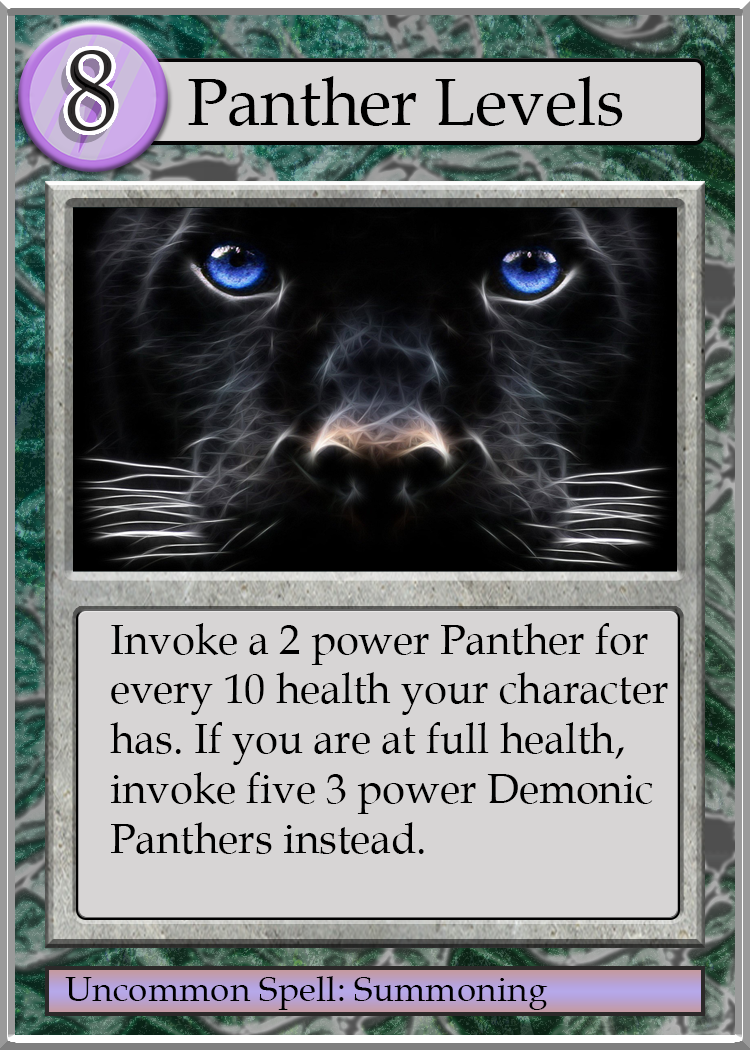 8
Panther Levels
Invoke a 2 power Panther for
every 10 health your character
has. If you are at full health,
invoke five 3 power Demonic
Panthers instead.
Uncommon Spell: Summoning